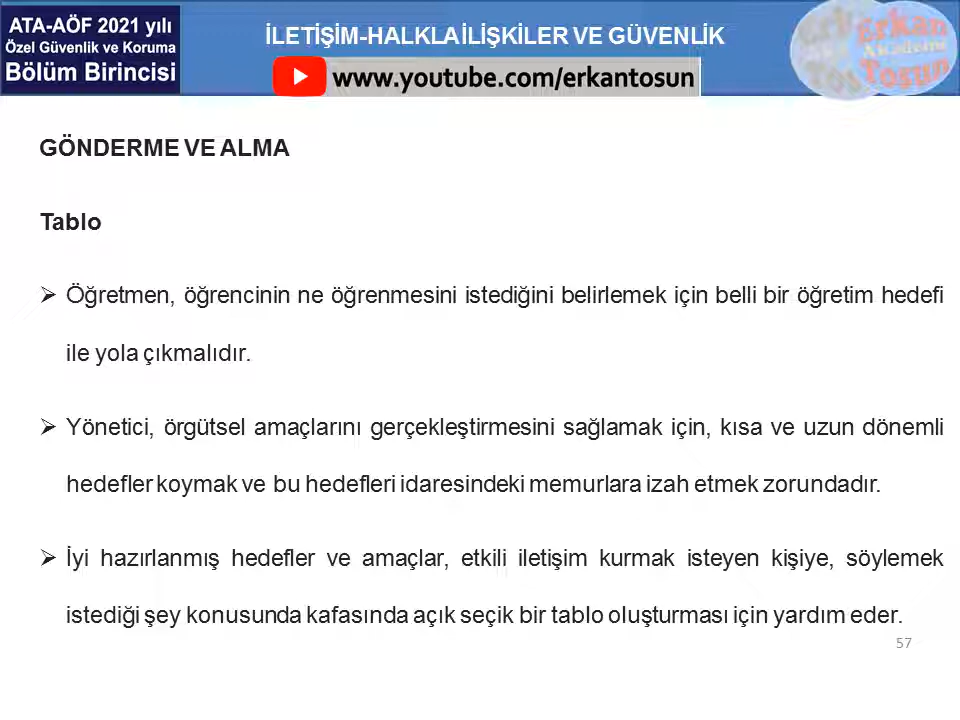 ATA-AÖF 2021 yılı
Özel Güvenlik ve Koruma
Bölüm Birincisi
İLETİŞİM-HALKLA İLİŞKİLER VE GÜVENLİK
www.youtube.com/erkantosun
Erkan
Akademi
Tosun
GÖNDERME VE ALMA
Tablo
➢ Öğretmen, öğrencinin ne öğrenmesini istediğini belirlemek için belli bir öğretim hedefi
ile yola çıkmalıdır.
➢ Yönetici, örgütsel amaçlarını gerçekleştirmesini sağlamak için, kısa ve uzun dönemli
hedefler koymak ve bu hedefleri idaresindeki memurlara izah etmek zorundadır.
➢ İyi hazırlanmış hedefler ve amaçlar, etkili iletişim kurmak isteyen kişiye, söylemek
istediği şey konusunda kafasında açık seçik bir tablo oluşturması için yardım eder.
57